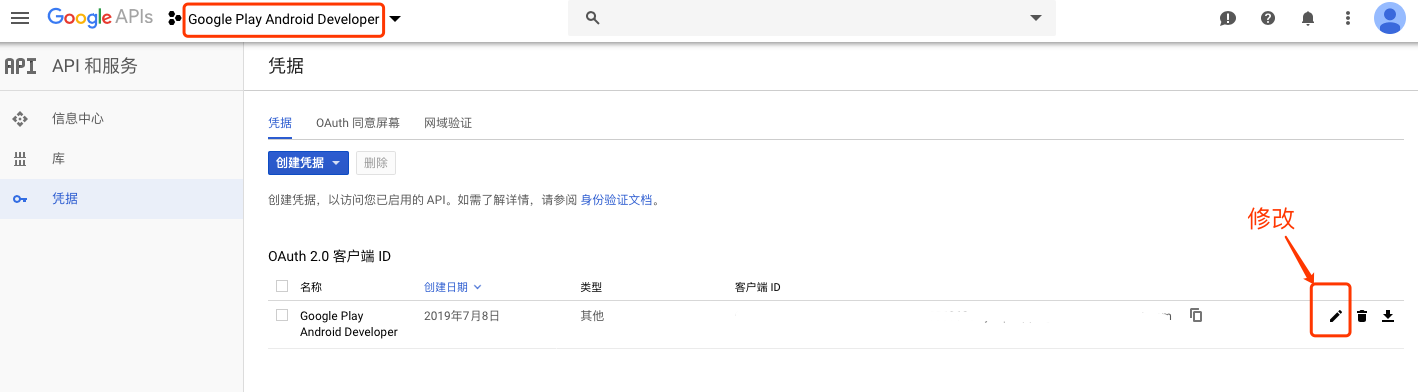 Google APIs Google Play Android Developer
API API 和服务
凭据
信息中心
库
凭据
凭据 OAuth 同意屏幕 网域验证
创建凭据 删除
创建凭据，以访问您已启用的 API。如需了解详情，请参阅 身份验证文档。
修改
OAuth 2.0 客户端 ID
名称 创建日期 类型 客户端 ID
Google Play 2019年7月8日 其他
Android Developer